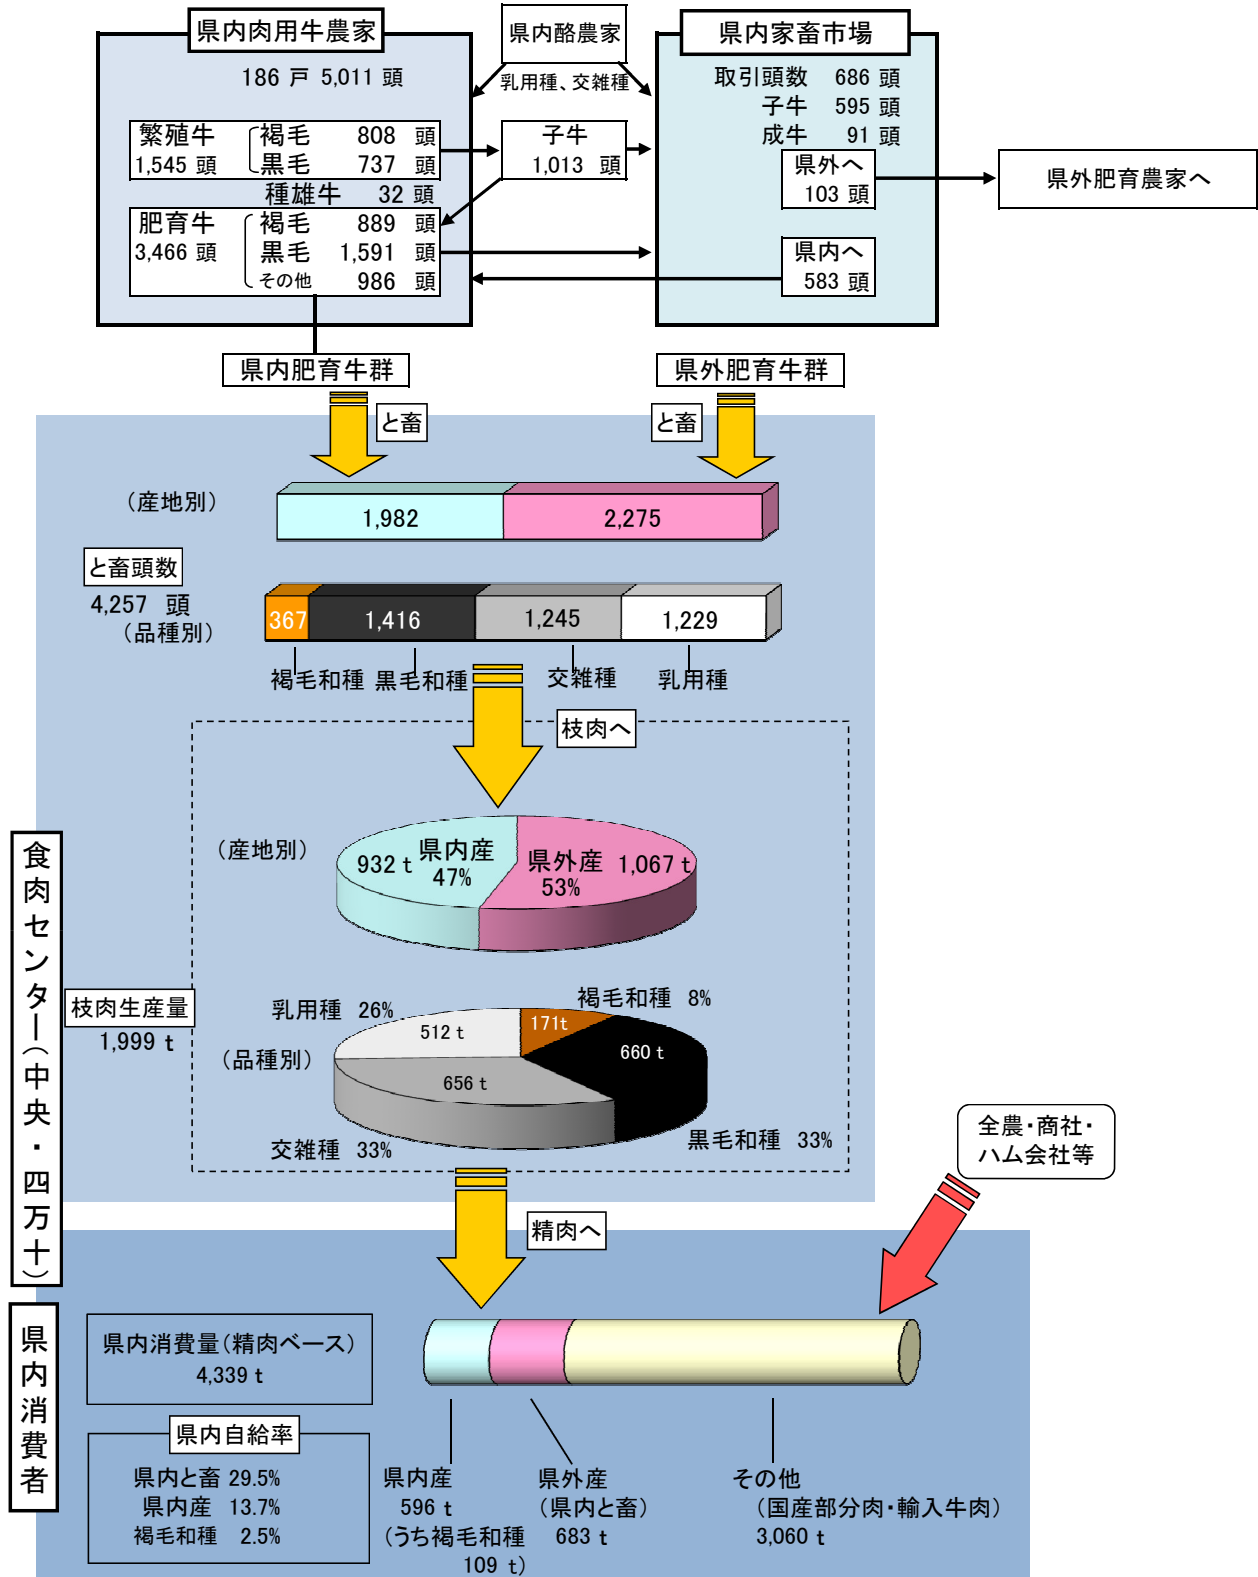 県内肉用牛農家
186 戸 5,011 頭
繁殖牛
1,545 頭
褐毛 808 頭
黒毛 737 頭
種雄牛 32 頭
肥育牛
3,466 頭
褐毛 889 頭
黒毛 1,591 頭
その他 986 頭
県内酪農家
乳用種、交雑種
子牛
1,013 頭
県内家畜市場
取引頭数 686 頭
子牛 595 頭
成牛 91 頭
県外へ
103 頭
県内へ
583 頭
県外肥育農家へ
県内肥育牛群
県外肥育牛群
と畜
と畜
(産地別)
1,982
2,275
と畜頭数
4,257 頭
(品種別)
367
1,416
1,245
1,229
褐毛和種
黒毛和種
交雑種
乳用種
枝肉へ
(産地別)
932 t
県内産
47%
県外産
53%
1,067 t
食肉センター(中央・四万十)
枝肉生産量
1,999 t
(品種別)
乳用種 26%
512 t
褐毛和種 8%
171t
660 t
656 t
交雑種 33%
黒毛和種 33%
全農・商社・
ハム会社等
精肉へ
県内消費者
県内消費量(精肉ベース)
4,339 t
県内自給率
県内と畜 29.5%
県内産 13.7%
褐毛和種 2.5%
県内産
596 t
(うち褐毛和種
109 t)
県外産
(県内と畜)
683 t
その他
(国産部分肉・輸入牛肉)
3,060 t